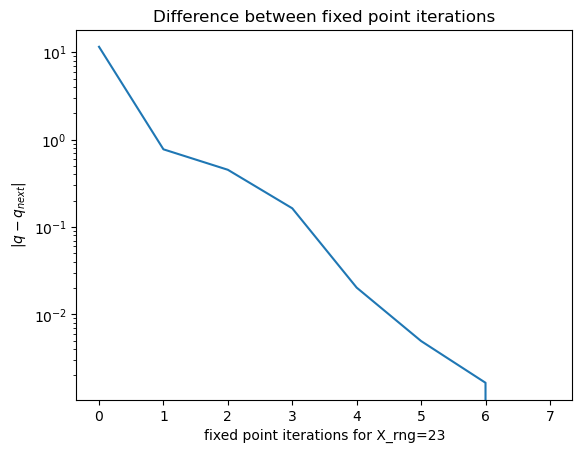 Difference between fixed point iterations
|q − q_next|
10¹
10⁰
10⁻¹
10⁻²
0 1 2 3 4 5 6 7
fixed point iterations for X_rng=23